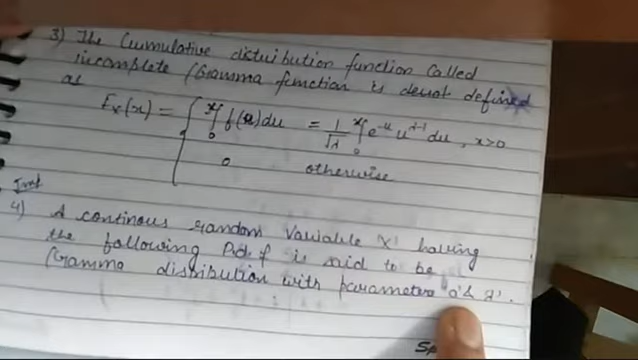 3) The Cumulative distribution function called
incomplete Gamma function is denot defined
as
Fx(x) = { ∫₀ˣ f(u)du = 1/√λ ∫₀ˣ e^-u u^λ-1 du, x>0
0 otherwise
Imt
4) A continous random Variable 'X' having
the following P.d.f is said to be
Gamma distribution with parameters 'a' & 'λ'.